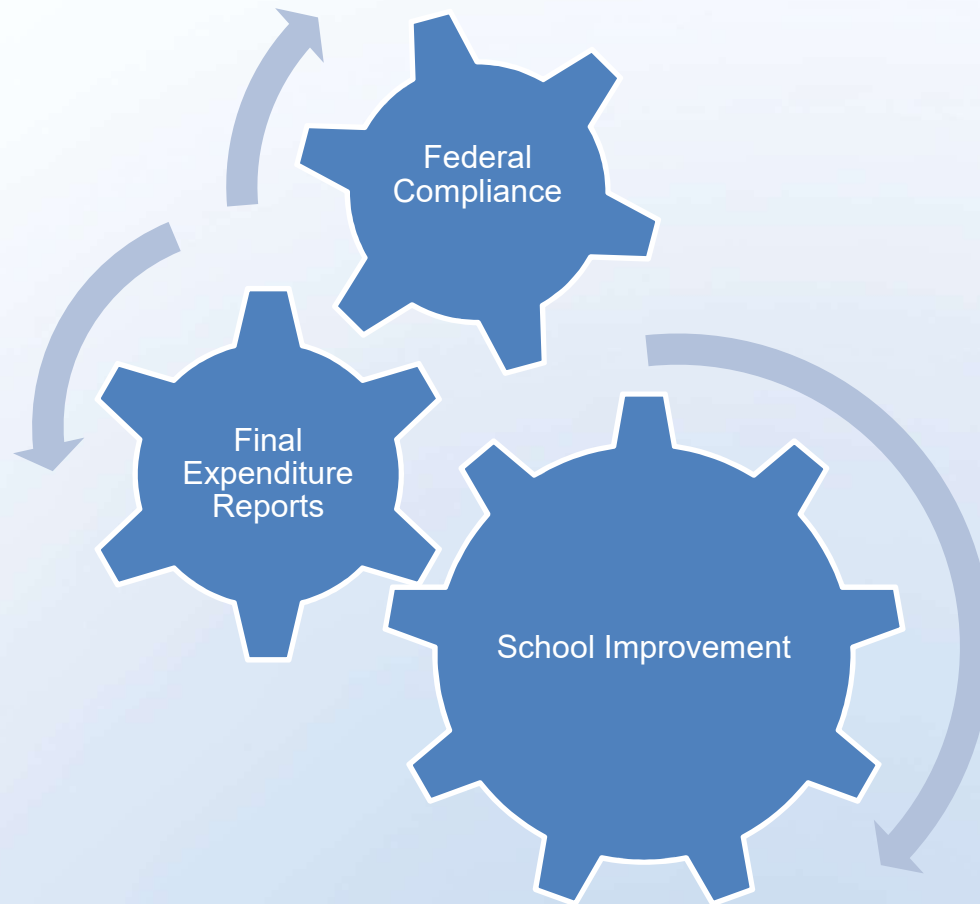 Federal
Compliance
Final
Expenditure
Reports
School Improvement